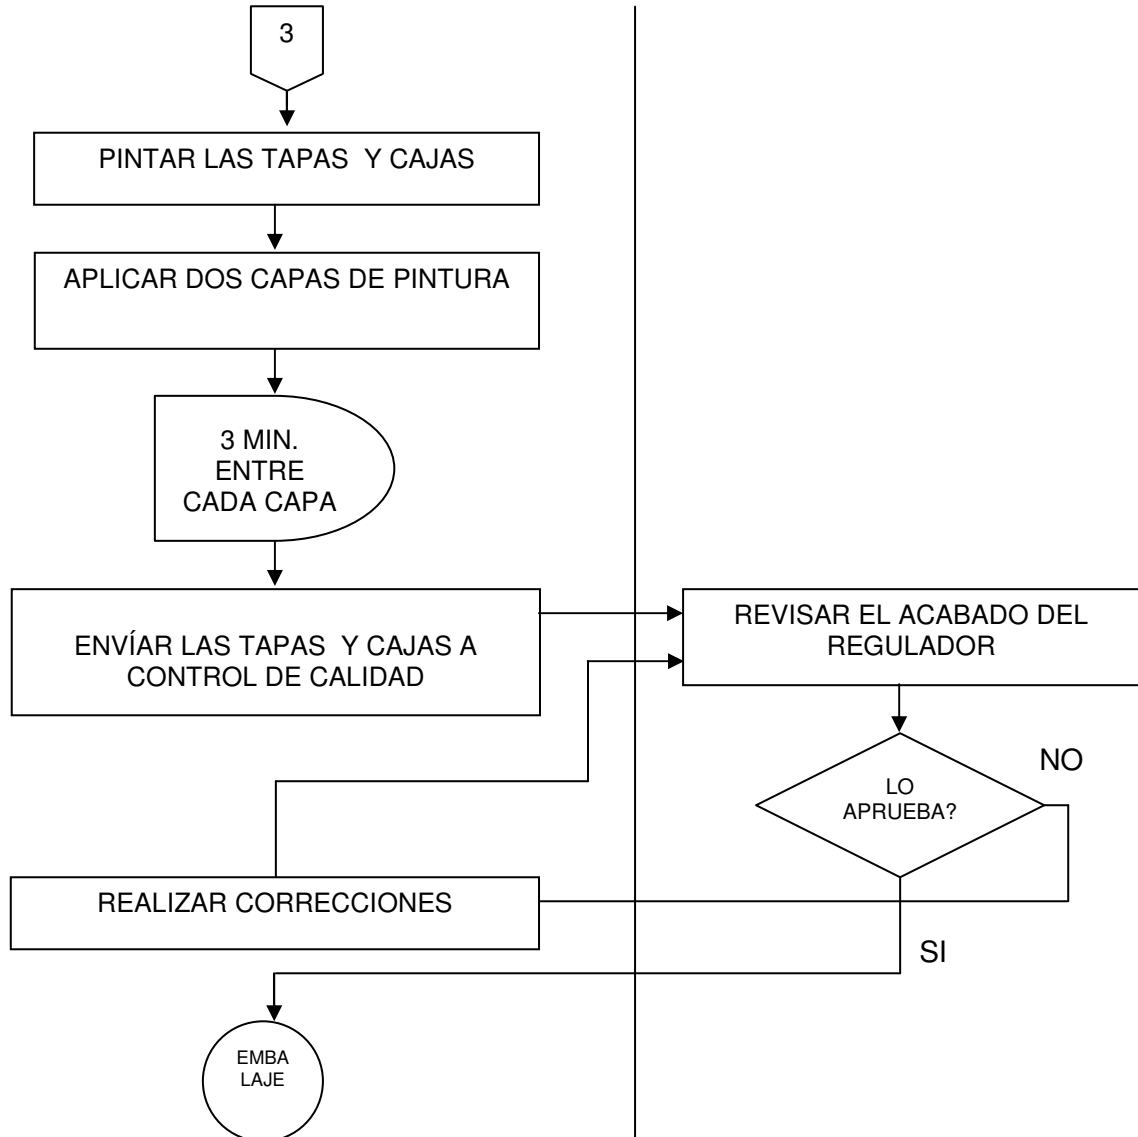 3
PINTAR LAS TAPAS Y CAJAS
APLICAR DOS CAPAS DE PINTURA
3 MIN.
ENTRE
CADA CAPA
ENVÍAR LAS TAPAS Y CAJAS A
CONTROL DE CALIDAD
REVISAR EL ACABADO DEL
REGULADOR
NO
LO
APRUEBA?
REALIZAR CORRECCIONES
SI
EMBA
LAJE